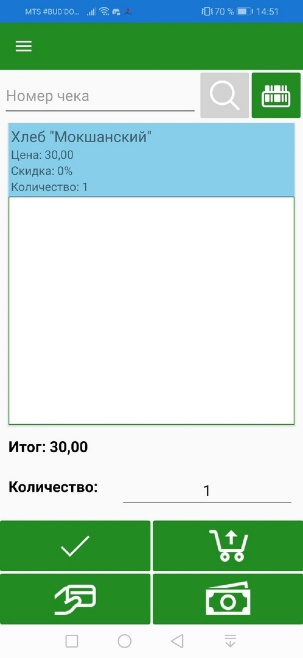 MTS #BUD'DO...
70 %
14:51
Номер чека
Хлеб "Мокшанский"
Цена: 30,00
Скидка: 0%
Количество: 1
Итог: 30,00
Количество:
1